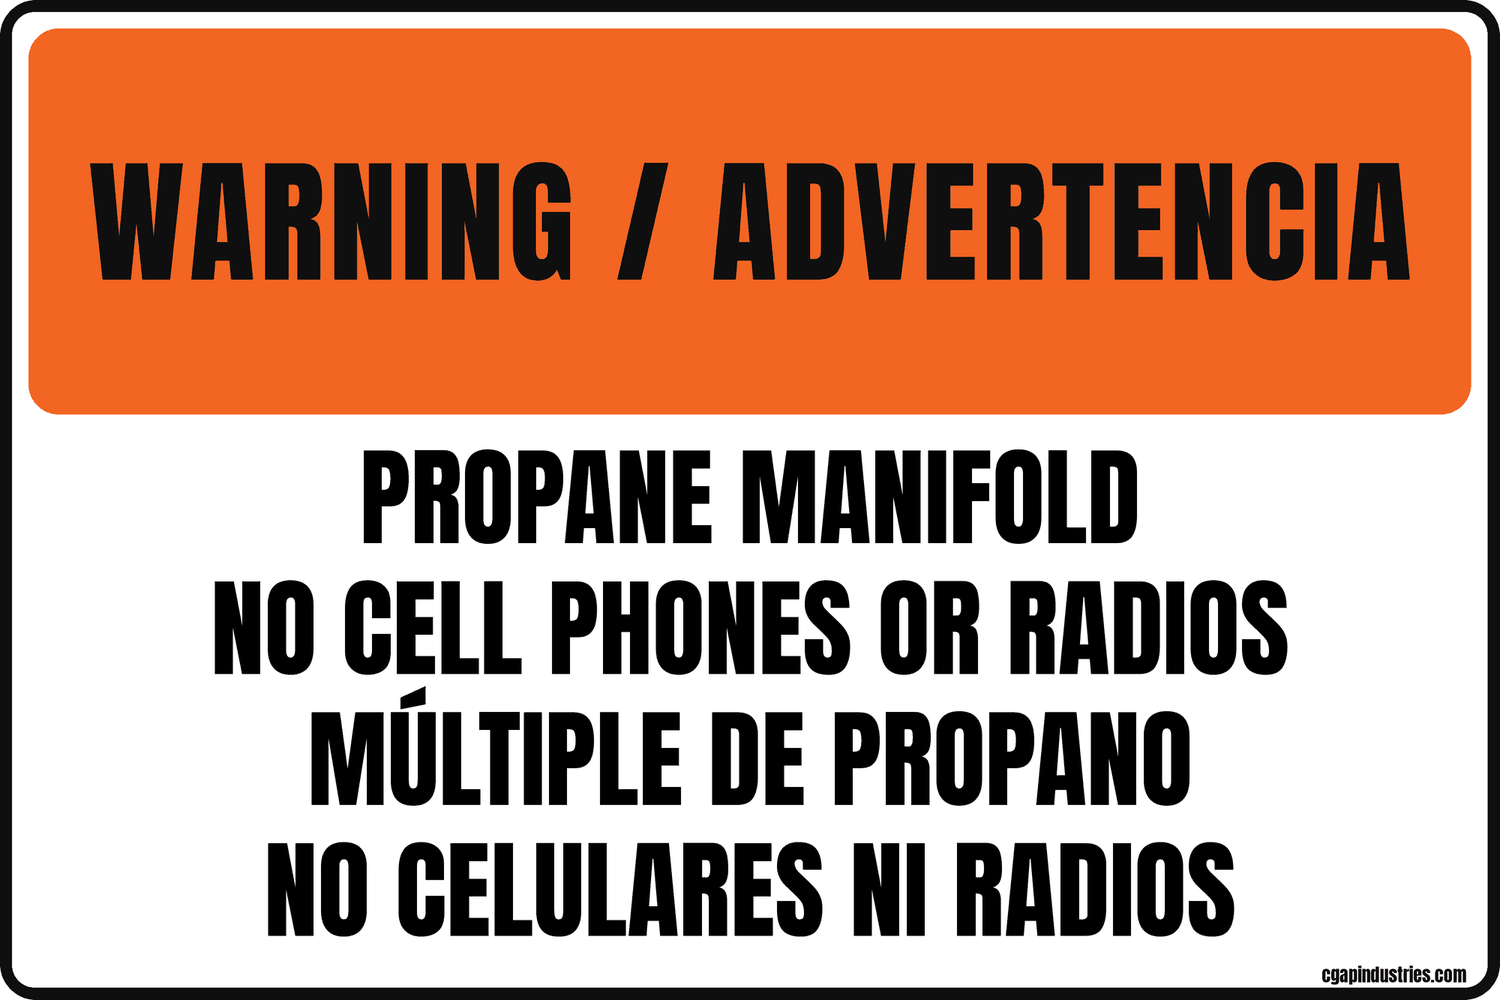 WARNING / ADVERTENCIA
PROPANE MANIFOLD
NO CELL PHONES OR RADIOS
MÚLTIPLE DE PROPANO
NO CELULARES NI RADIOS
cgapindustries.com